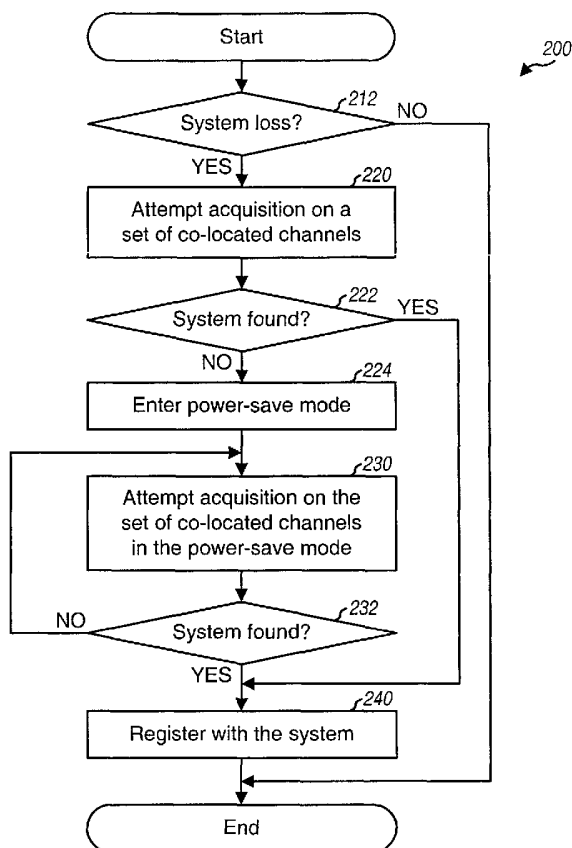 Start
200
212
System loss?
NO
YES
220
Attempt acquisition on a
set of co-located channels
222
System found?
YES
NO
224
Enter power-save mode
230
Attempt acquisition on the
set of co-located channels
in the power-save mode
232
NO
System found?
YES
240
Register with the system
End